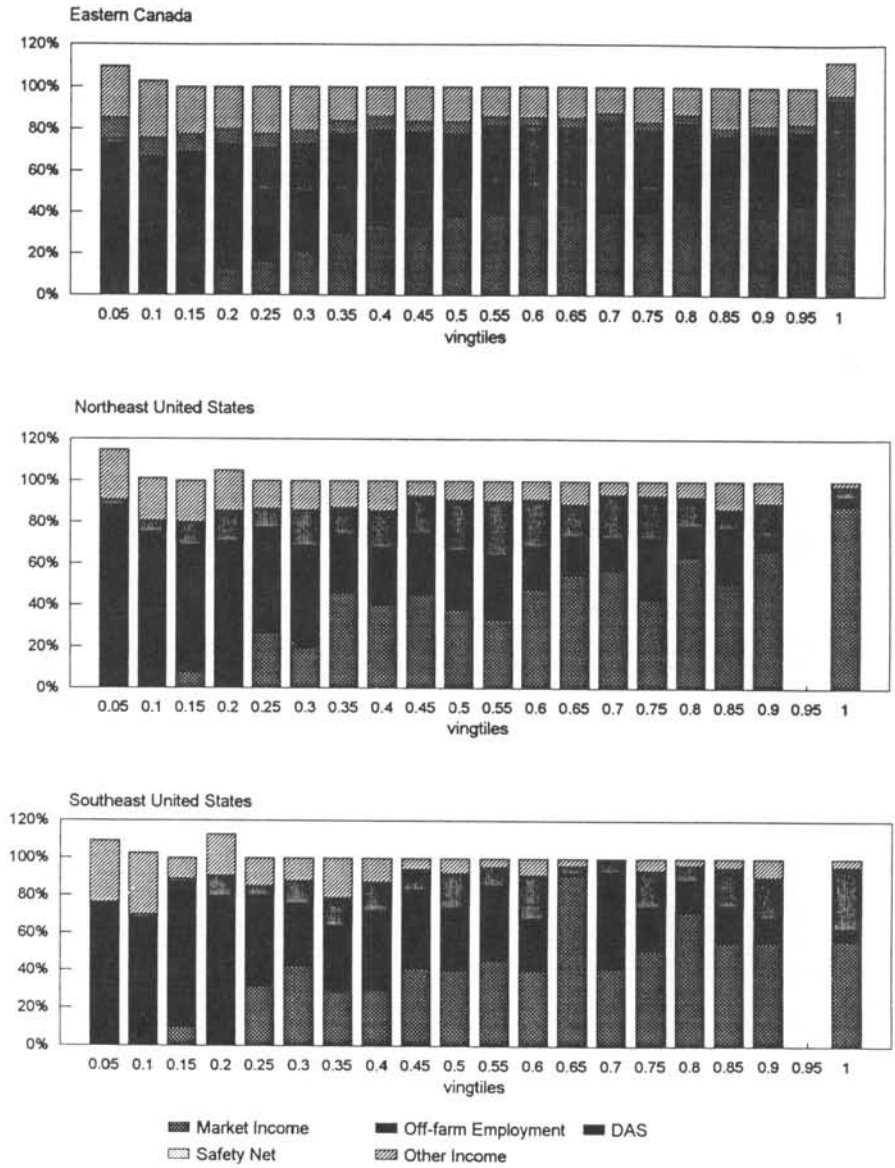 Eastern Canada
120%
100%
80%
60%
40%
20%
0%
0.05 0.1 0.15 0.2 0.25 0.3 0.35 0.4 0.45 0.5 0.55 0.6 0.65 0.7 0.75 0.8 0.85 0.9 0.95 1
vingtiles
Northeast United States
120%
100%
80%
60%
40%
20%
0%
0.05 0.1 0.15 0.2 0.25 0.3 0.35 0.4 0.45 0.5 0.55 0.6 0.65 0.7 0.75 0.8 0.85 0.9 0.95 1
vingtiles
Southeast United States
120%
100%
80%
60%
40%
20%
0%
0.05 0.1 0.15 0.2 0.25 0.3 0.35 0.4 0.45 0.5 0.55 0.6 0.65 0.7 0.75 0.8 0.85 0.9 0.95 1
vingtiles
Market Income Off-farm Employment DAS
Safety Net Other Income